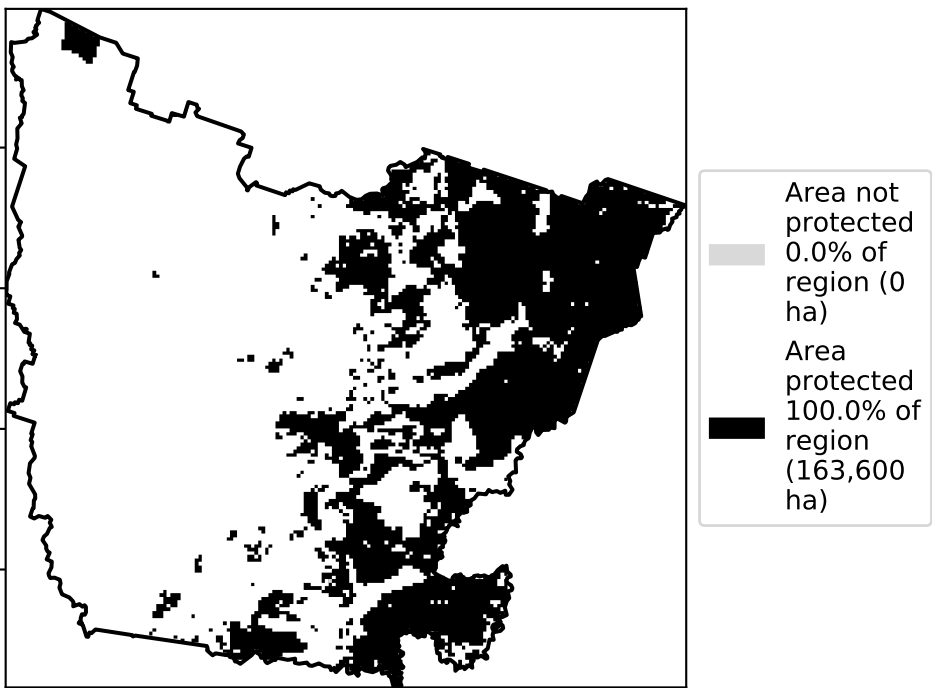 Area not
protected
0.0% of
region (0
ha)
Area
protected
100.0% of
region
(163,600
ha)